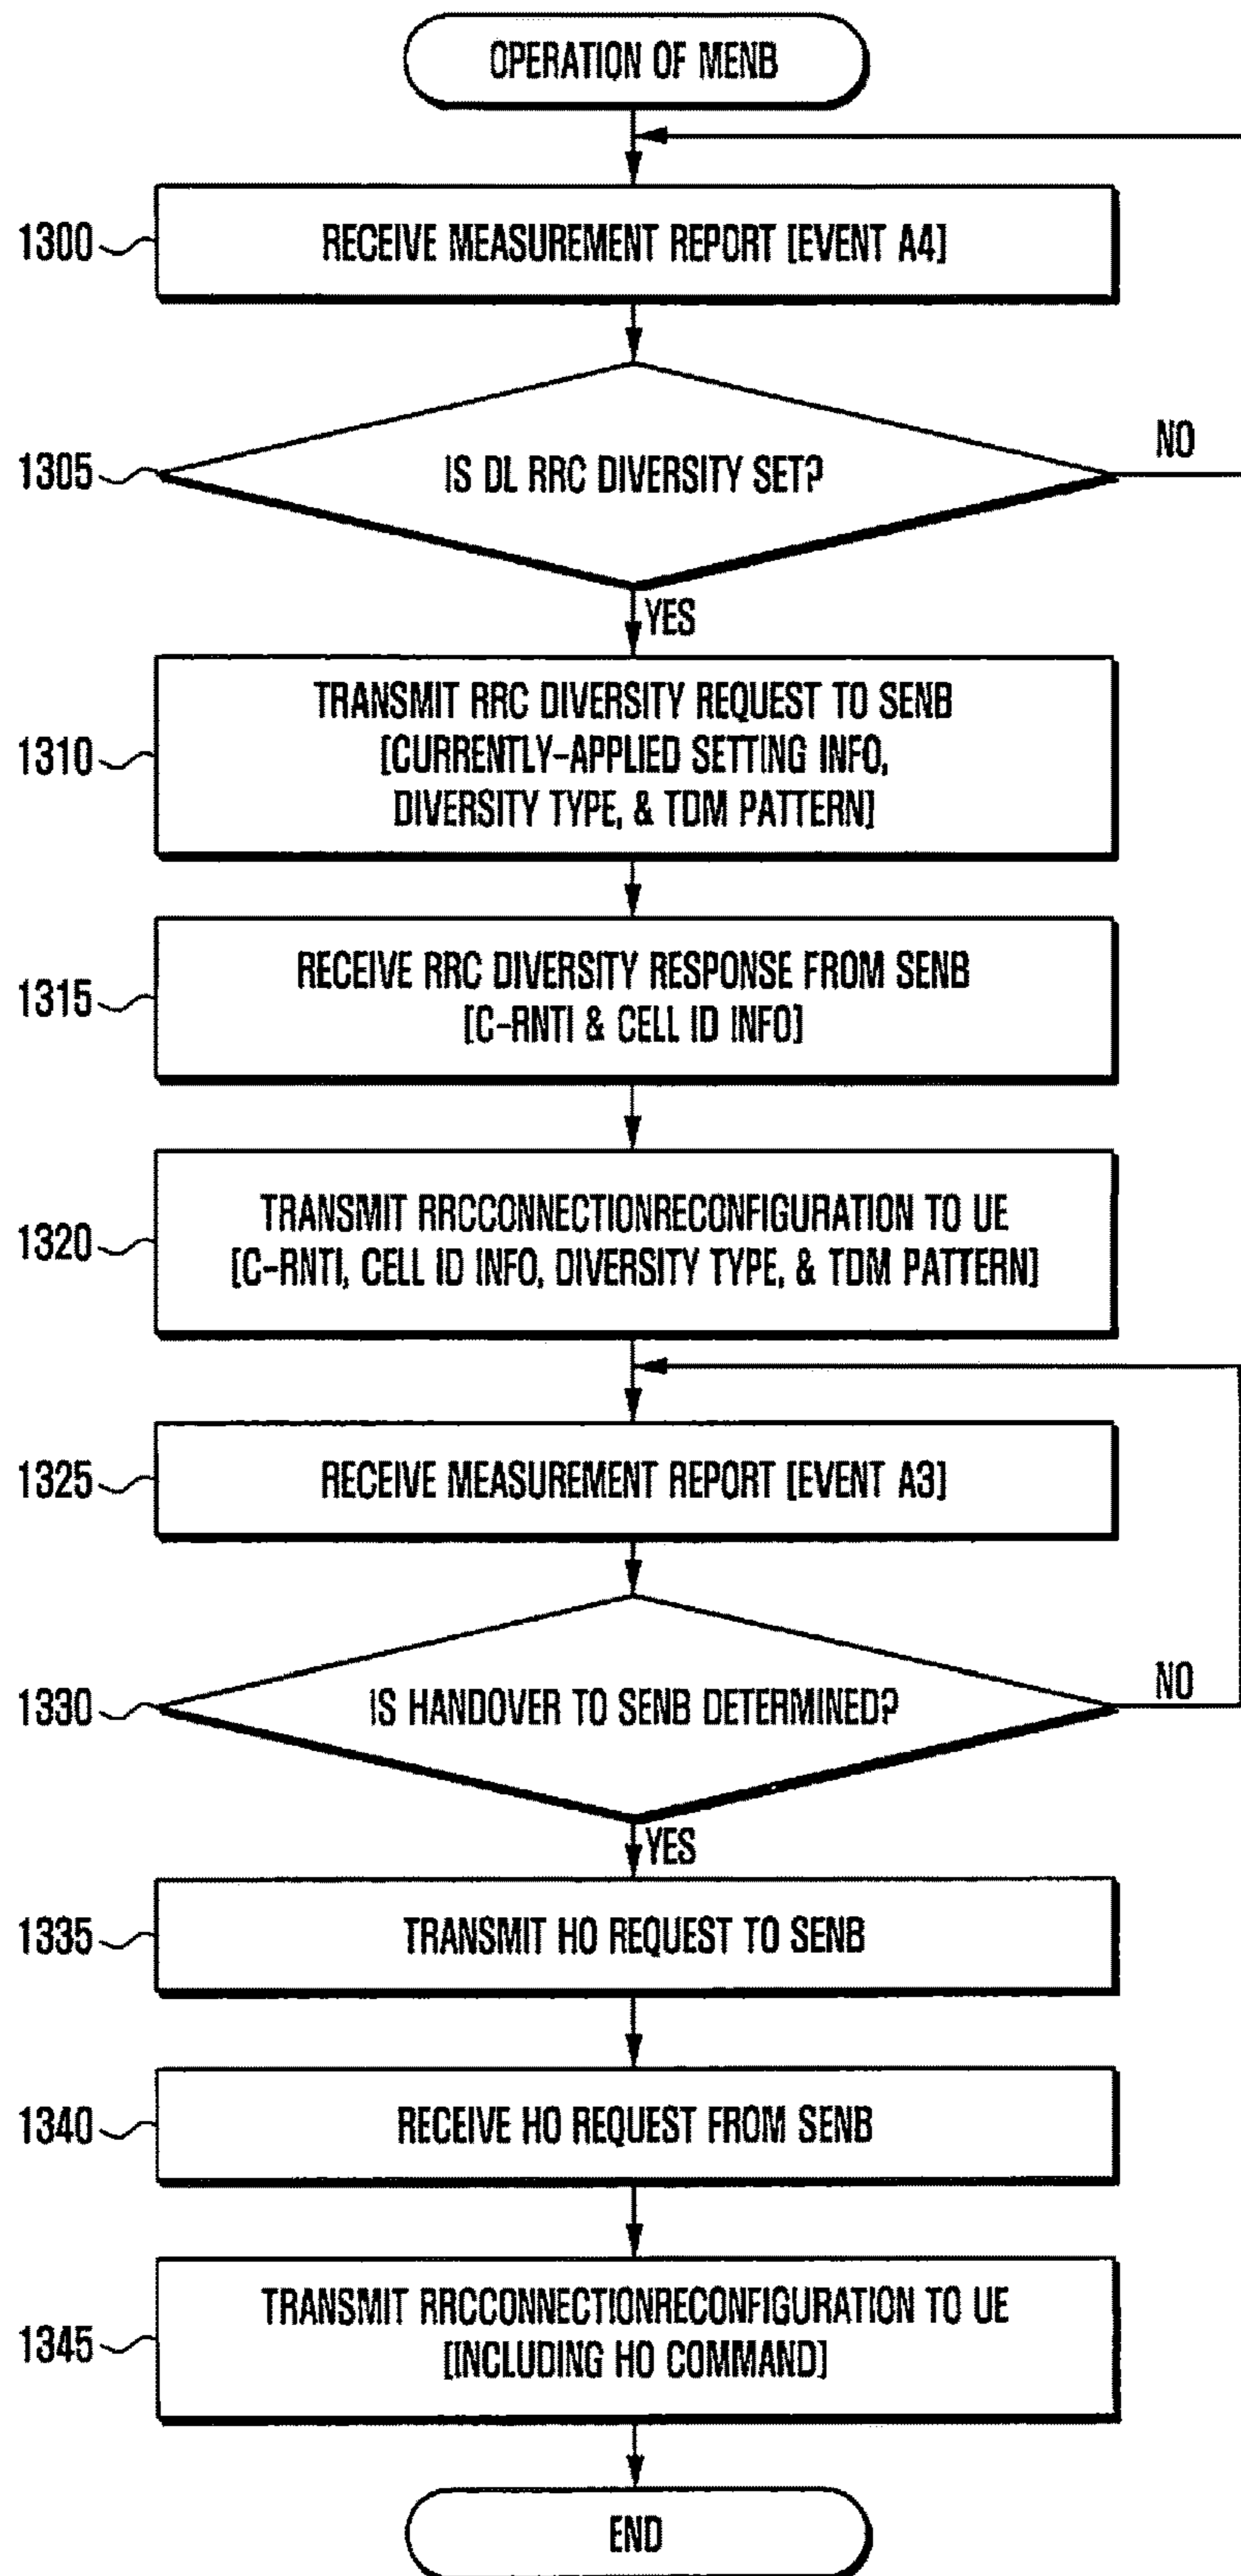 OPERATION OF MENB
1300
RECEIVE MEASUREMENT REPORT [EVENT A4]
1305
IS DL RRC DIVERSITY SET?
NO
YES
1310
TRANSMIT RRC DIVERSITY REQUEST TO SENB
[CURRENTLY-APPLIED SETTING INFO,
DIVERSITY TYPE, & TDM PATTERN]
1315
RECEIVE RRC DIVERSITY RESPONSE FROM SENB
[C-RNTI & CELL ID INFO]
1320
TRANSMIT RRCCONNECTIONRECONFIGURATION TO UE
[C-RNTI, CELL ID INFO, DIVERSITY TYPE, & TDM PATTERN]
1325
RECEIVE MEASUREMENT REPORT [EVENT A3]
1330
IS HANDOVER TO SENB DETERMINED?
NO
YES
1335
TRANSMIT HO REQUEST TO SENB
1340
RECEIVE HO REQUEST FROM SENB
1345
TRANSMIT RRCCONNECTIONRECONFIGURATION TO UE
[INCLUDING HO COMMAND]
END